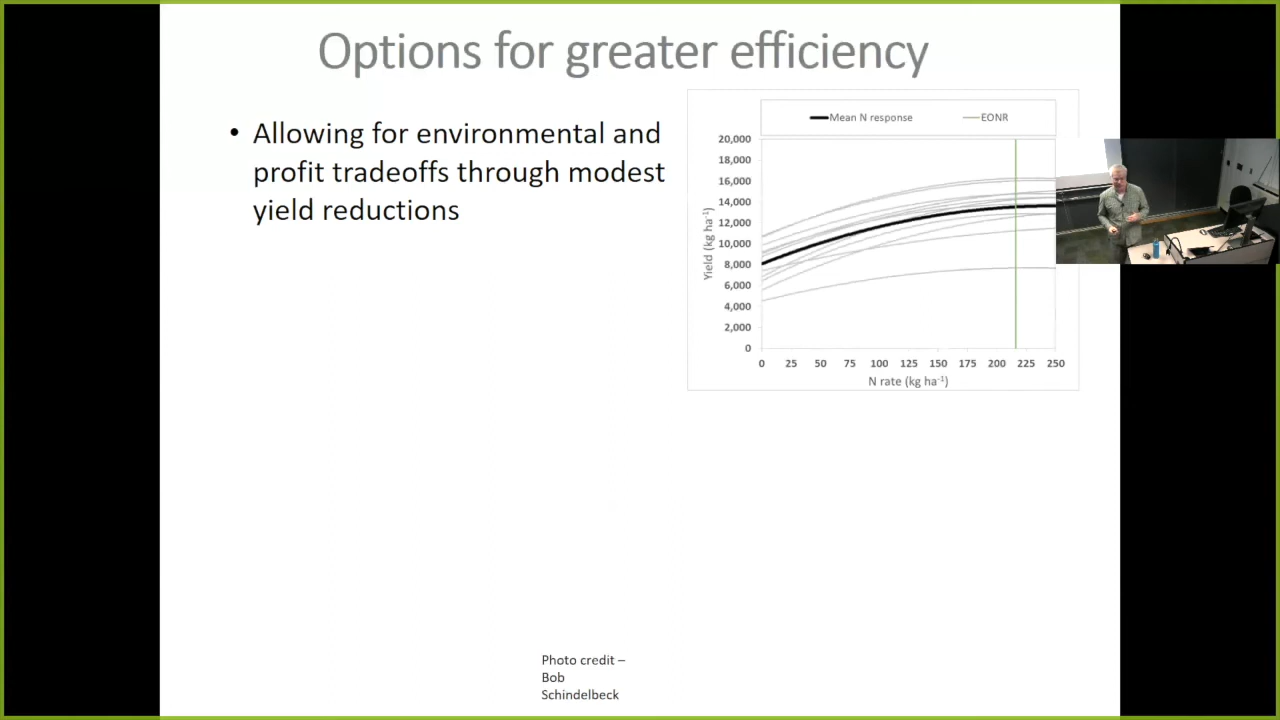 Options for greater efficiency
• Allowing for environmental and
profit tradeoffs through modest
yield reductions
Mean N response
EONR
20,000
18,000
16,000
14,000
12,000
10,000
8,000
6,000
4,000
2,000
0
Yield (kg ha⁻¹)
0 25 50 75 100 125 150 175 200 225 250
N rate (kg ha⁻¹)
Photo credit –
Bob
Schindelbeck